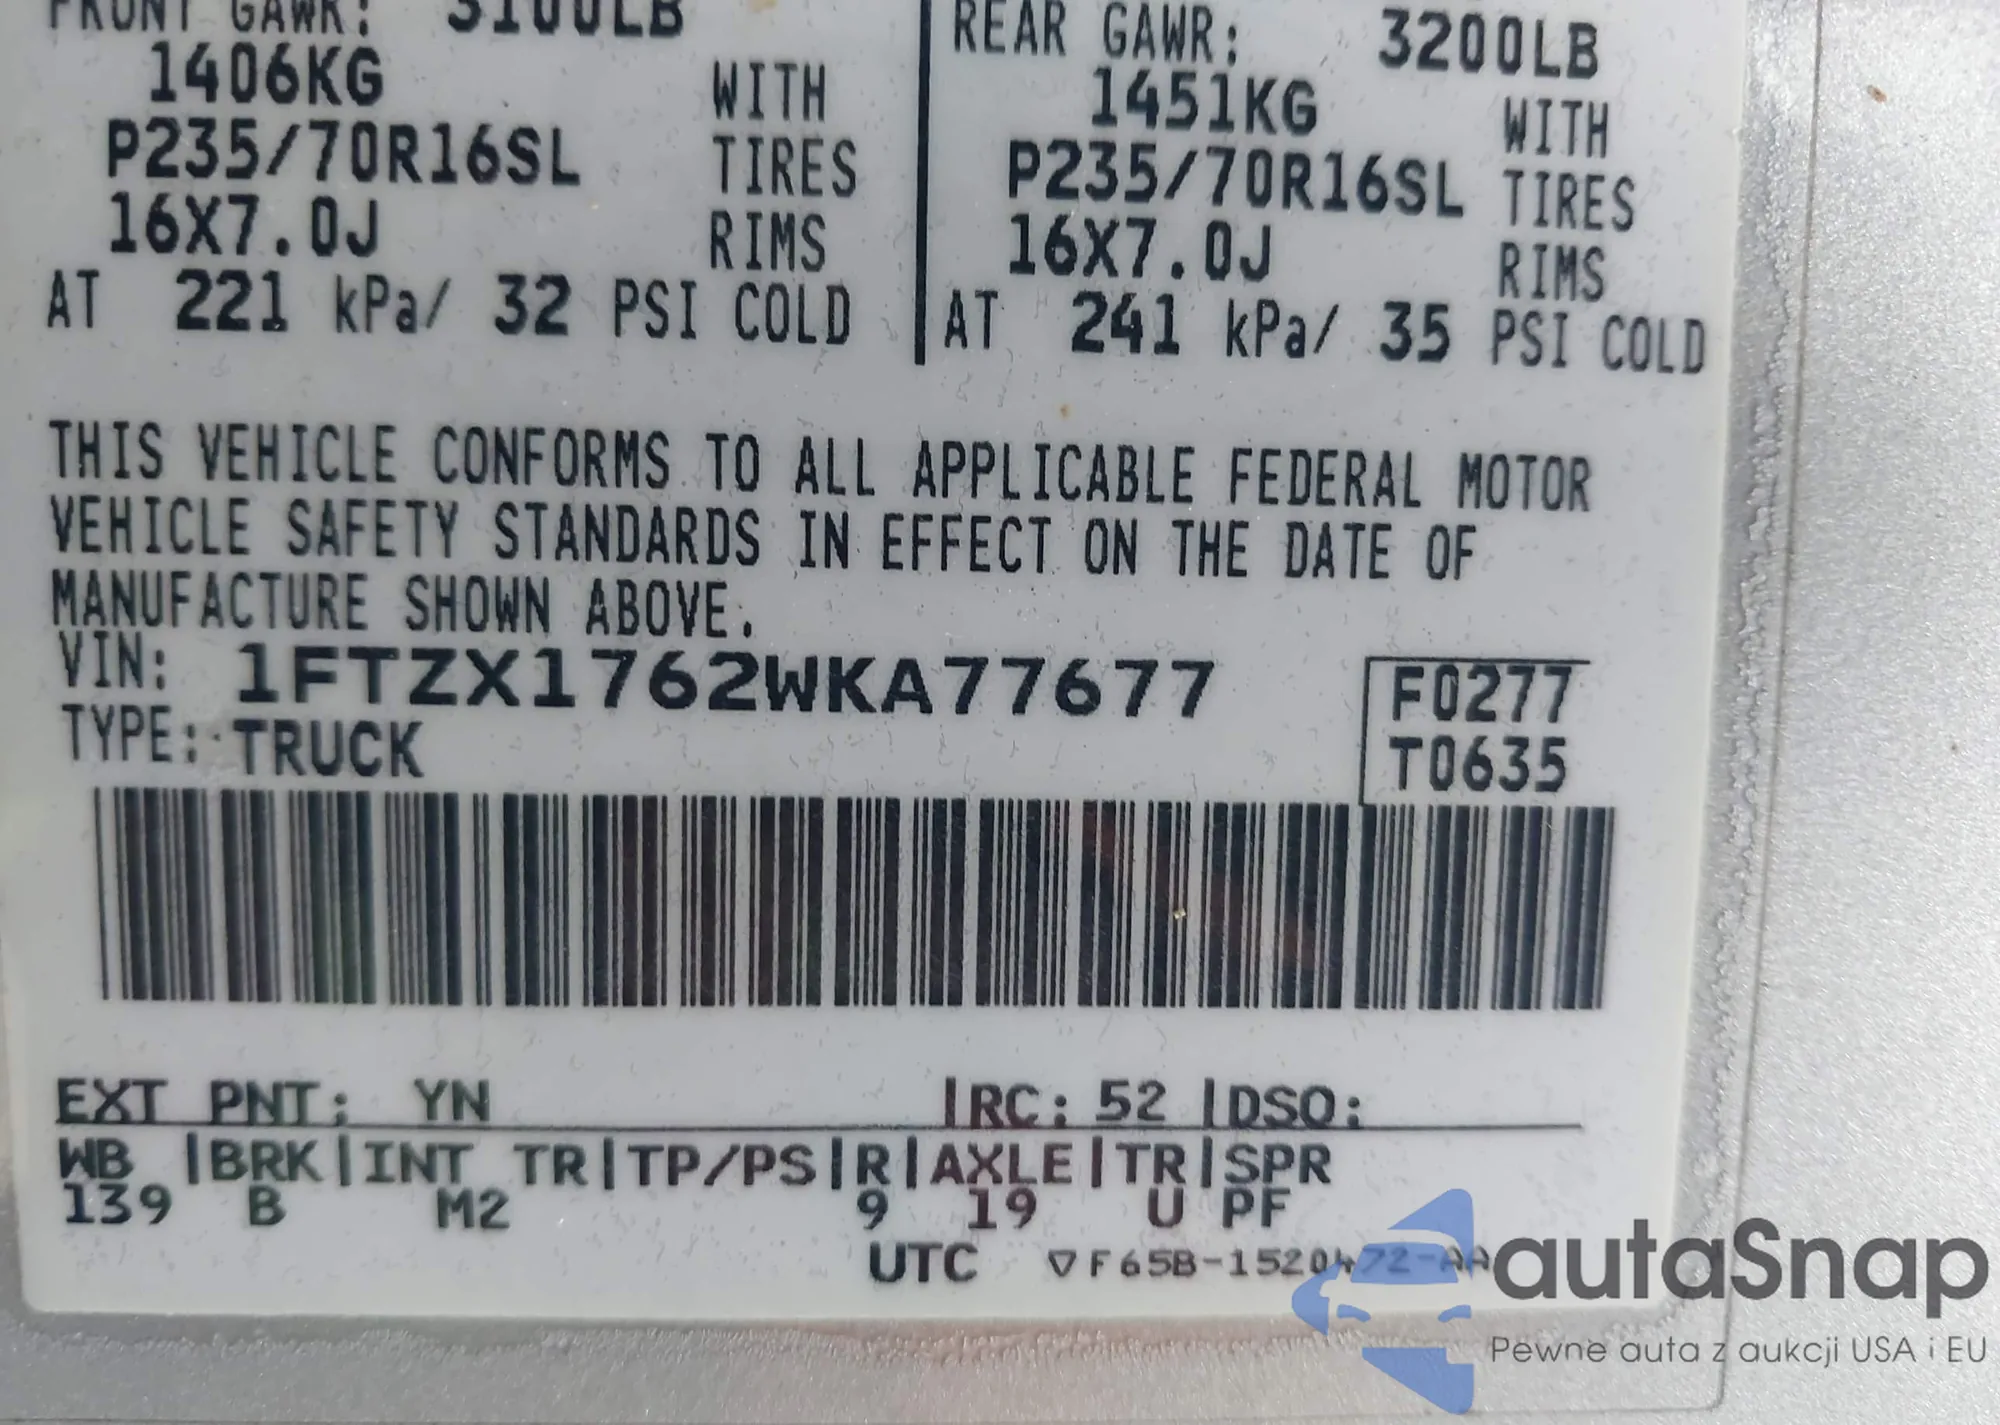 FRONT GAWR: 3100LB
1406KG WITH
P235/70R16SL TIRES
16X7.0J RIMS
AT 221 kPa/ 32 PSI COLD
REAR GAWR: 3200LB
1451KG WITH
P235/70R16SL TIRES
16X7.0J RIMS
AT 241 kPa/ 35 PSI COLD
THIS VEHICLE CONFORMS TO ALL APPLICABLE FEDERAL MOTOR
VEHICLE SAFETY STANDARDS IN EFFECT ON THE DATE OF
MANUFACTURE SHOWN ABOVE.
VIN: 1FTZX1762WKA77677
TYPE: TRUCK
F0277
T0635
EXT PNT: YN |RC: 52 |DSO:
WB |BRK|INT TR|TP/PS|R|AXLE|TR|SPR
139 B M2 9 19 U PF
UTC ▽F65B-1520472-AA
autoSnap
Pewne auta z aukcji USA i EU